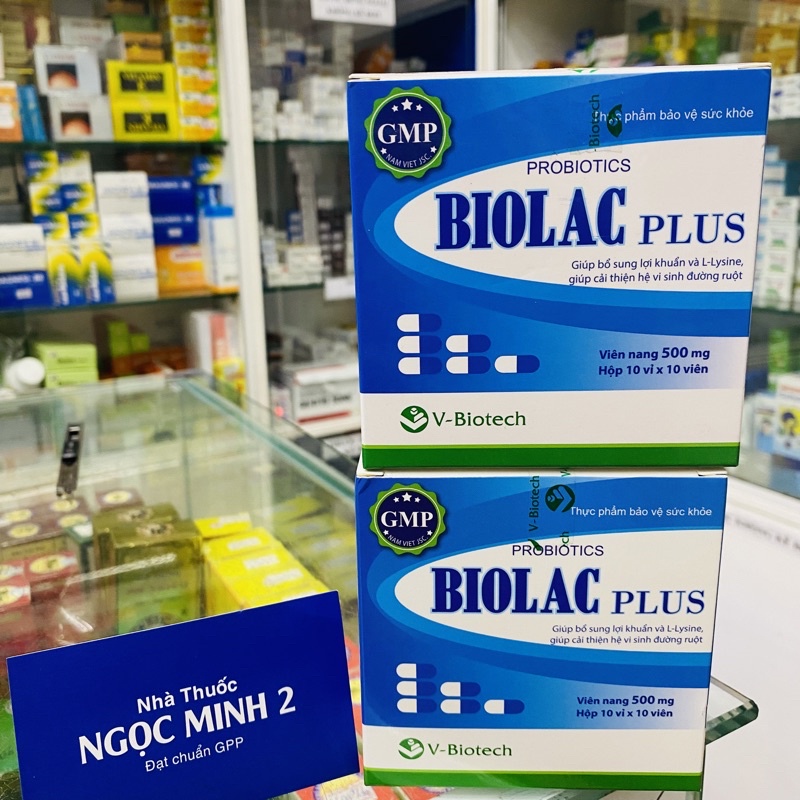 GMP
NAM VIET JSC.
Thực phẩm bảo vệ sức khỏe
V-Biotech
PROBIOTICS
BIOLAC PLUS
Giúp bổ sung lợi khuẩn và L-Lysine,
giúp cải thiện hệ vi sinh đường ruột
Viên nang 500 mg
Hộp 10 vỉ x 10 viên
V-Biotech
V-Biotech
GMP
NAM VIET JSC.
Thực phẩm bảo vệ sức khỏe
PROBIOTICS
BIOLAC PLUS
Giúp bổ sung lợi khuẩn và L-Lysine,
giúp cải thiện hệ vi sinh đường ruột
Viên nang 500 mg
Hộp 10 vỉ x 10 viên
V-Biotech
Nhà Thuốc
NGỌC MINH 2
Đạt chuẩn GPP